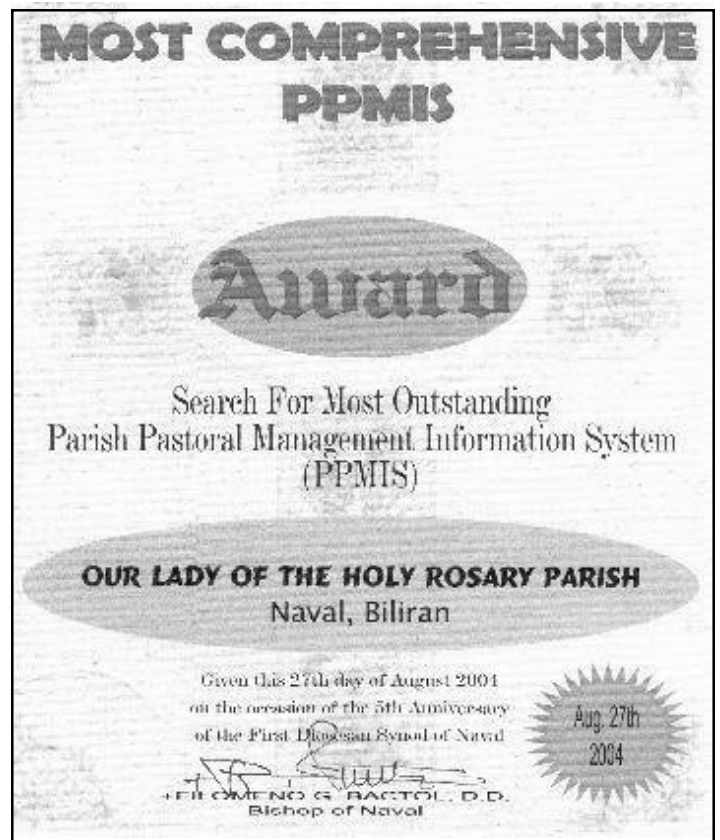 MOST COMPREHENSIVE
PPMIS
Award
Search For Most Outstanding
Parish Pastoral Management Information System
(PPMIS)
OUR LADY OF THE HOLY ROSARY PARISH
Naval, Biliran
Given this 27th day of August 2004
on the occasion of the 5th Anniversary
of the First Diocesan Synod of Naval
+FILOMENO G. BACTOL, D.D.
Bishop of Naval
Aug. 27th
2004